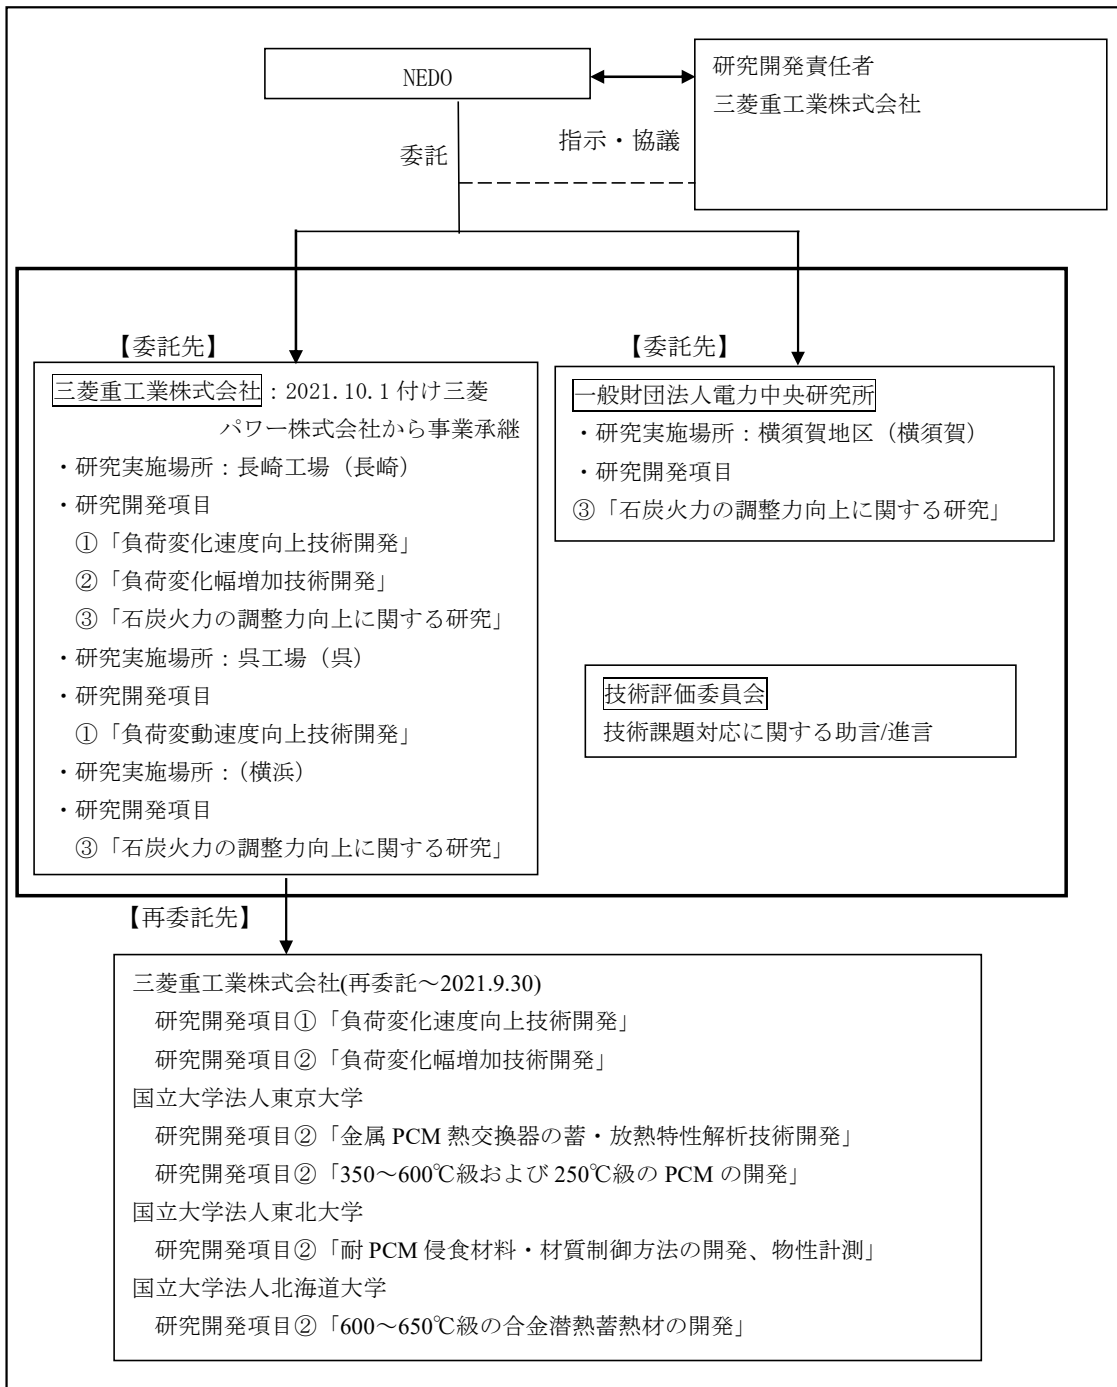 NEDO
研究開発責任者
三菱重工業株式会社
指示・協議
委託
【委託先】
三菱重工業株式会社：2021.10.1付け三菱
パワー株式会社から事業承継
・研究実施場所：長崎工場（長崎）
・研究開発項目
①「負荷変化速度向上技術開発」
②「負荷変化幅増加技術開発」
③「石炭火力の調整力向上に関する研究」
・研究実施場所：呉工場（呉）
・研究開発項目
①「負荷変動速度向上技術開発」
・研究実施場所：（横浜）
・研究開発項目
③「石炭火力の調整力向上に関する研究」
【委託先】
一般財団法人電力中央研究所
・研究実施場所：横須賀地区（横須賀）
・研究開発項目
③「石炭火力の調整力向上に関する研究」
技術評価委員会
技術課題対応に関する助言/進言
【再委託先】
三菱重工業株式会社(再委託～2021.9.30)
研究開発項目①「負荷変化速度向上技術開発」
研究開発項目②「負荷変化幅増加技術開発」
国立大学法人東京大学
研究開発項目②「金属 PCM 熱交換器の蓄・放熱特性解析技術開発」
研究開発項目②「350～600℃級および 250℃級の PCM の開発」
国立大学法人東北大学
研究開発項目②「耐 PCM 侵食材料・材質制御方法の開発、物性計測」
国立大学法人北海道大学
研究開発項目②「600～650℃級の合金潜熱蓄熱材の開発」